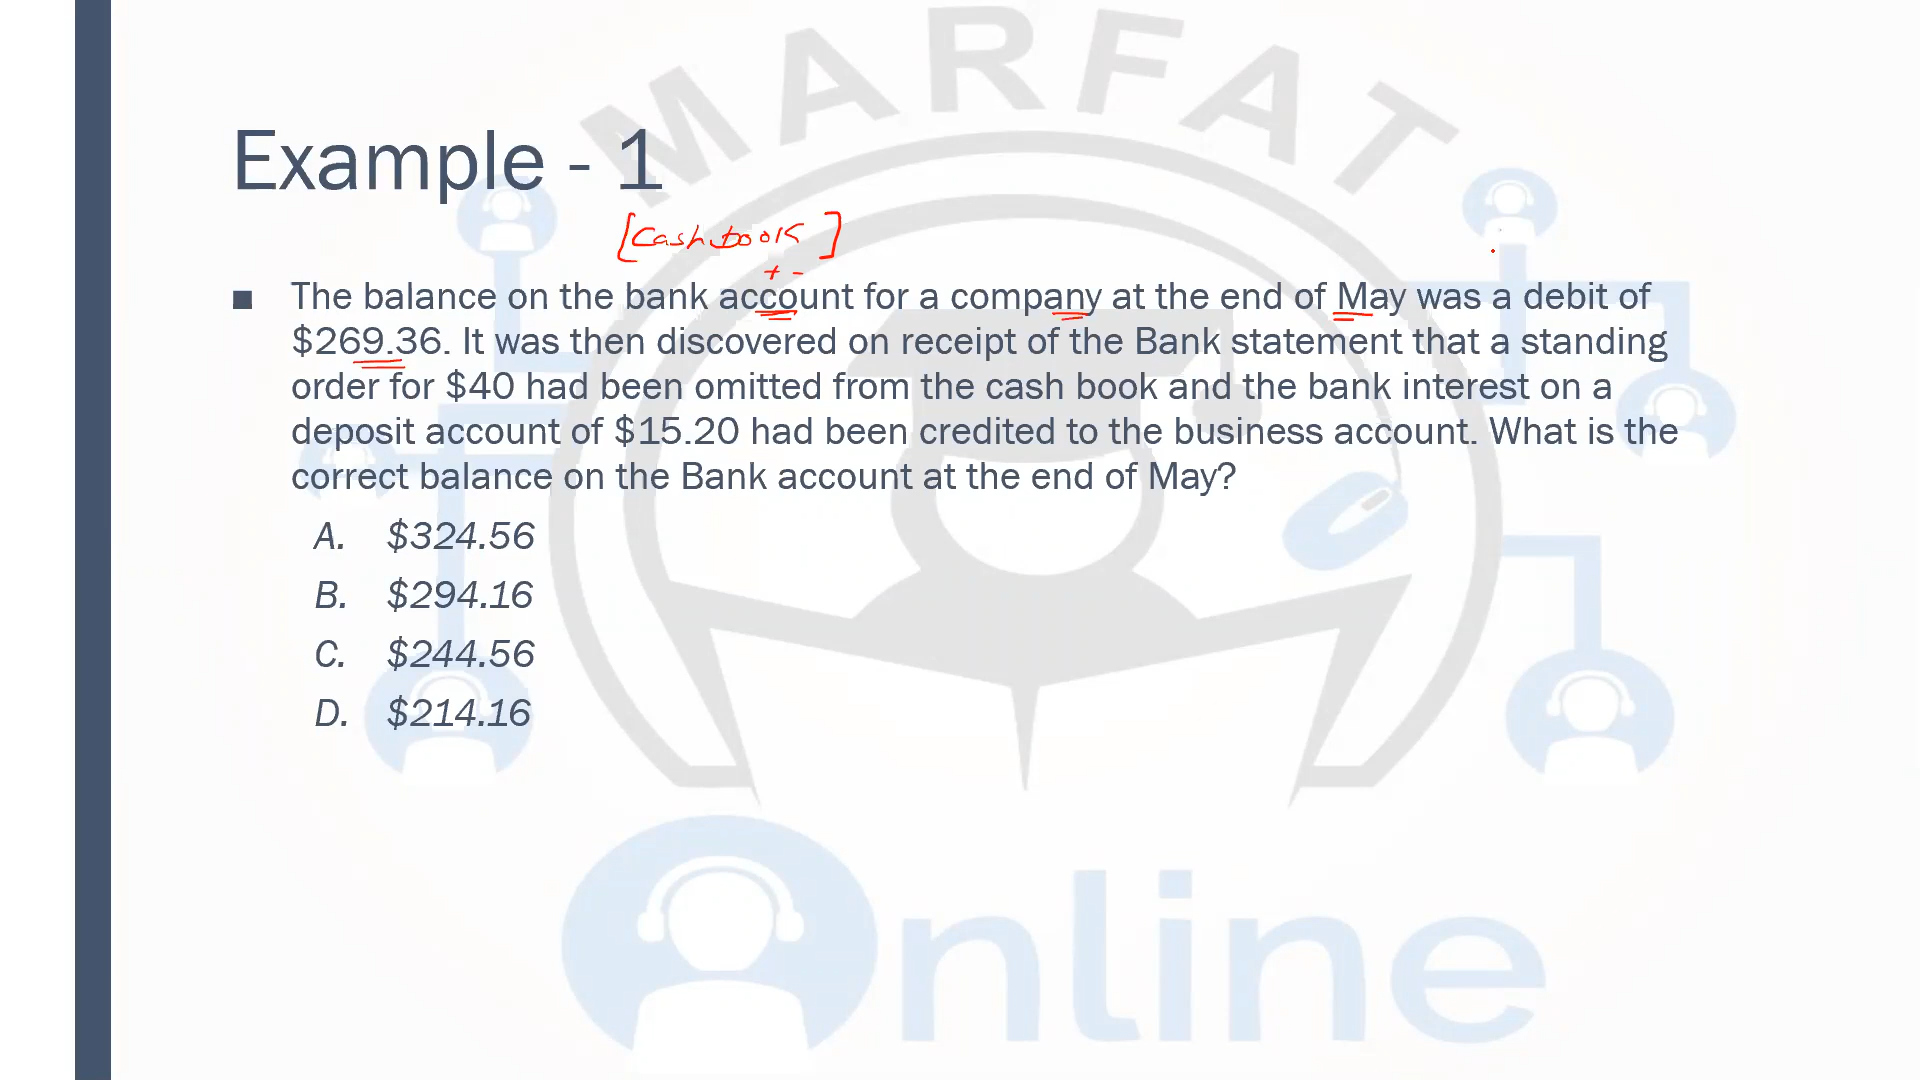 MARFAT
Example - 1
[Cash book]
+ -
■ The balance on the bank account for a company at the end of May was a debit of
$269.36. It was then discovered on receipt of the Bank statement that a standing
order for $40 had been omitted from the cash book and the bank interest on a
deposit account of $15.20 had been credited to the business account. What is the
correct balance on the Bank account at the end of May?
A. $324.56
B. $294.16
C. $244.56
D. $214.16
nline